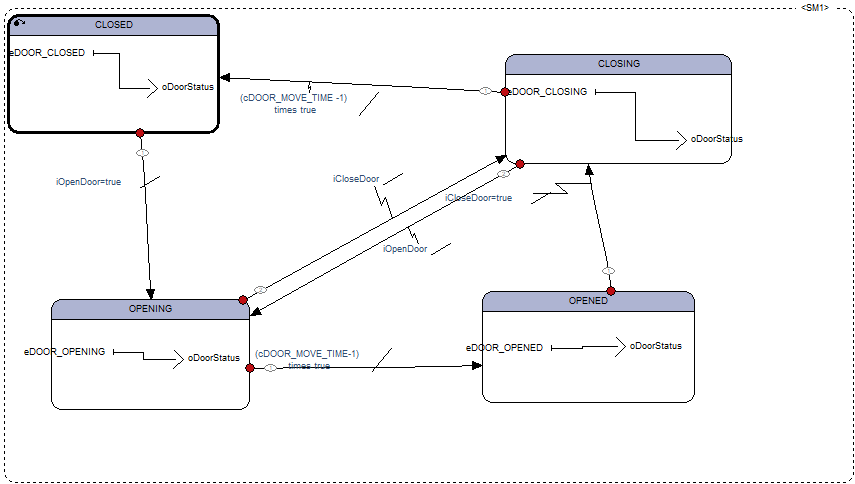 <SM1>
CLOSED
eDOOR_CLOSED
oDoorStatus
CLOSING
eDOOR_CLOSING
oDoorStatus
(cDOOR_MOVE_TIME -1)
times true
iOpenDoor=true
iCloseDoor
iCloseDoor=true
iOpenDoor
OPENING
eDOOR_OPENING
oDoorStatus
(cDOOR_MOVE_TIME-1)
times true
OPENED
eDOOR_OPENED
oDoorStatus